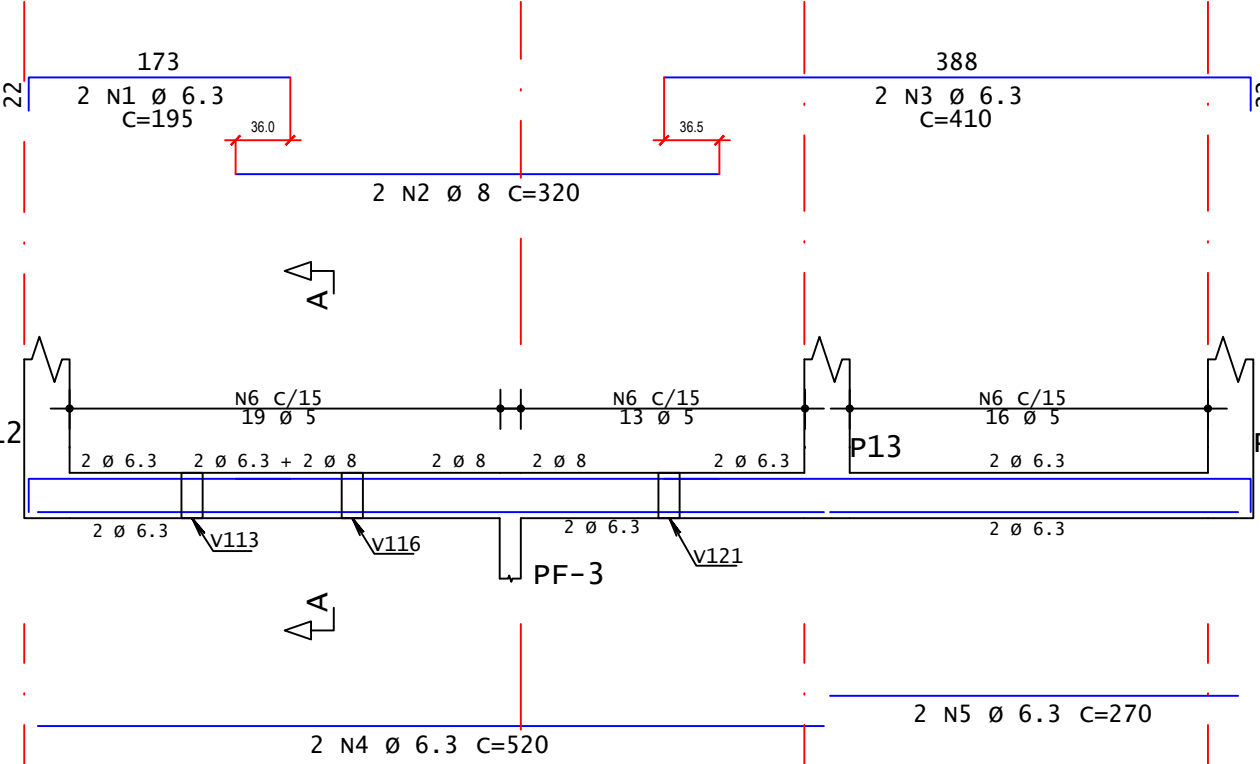 173
388
22
2 N1 Ø 6.3
C=195
2 N3 Ø 6.3
C=410
36.0
36.5
2 N2 Ø 8 C=320
A
N6 C/15
19 Ø 5
N6 C/15
13 Ø 5
N6 C/15
16 Ø 5
P13
2 Ø 6.3
2 Ø 6.3 + 2 Ø 8
2 Ø 8
2 Ø 8
2 Ø 6.3
2 Ø 6.3
2 Ø 6.3
V113
V116
2 Ø 6.3
V121
2 Ø 6.3
PF-3
A
2 N4 Ø 6.3 C=520
2 N5 Ø 6.3 C=270